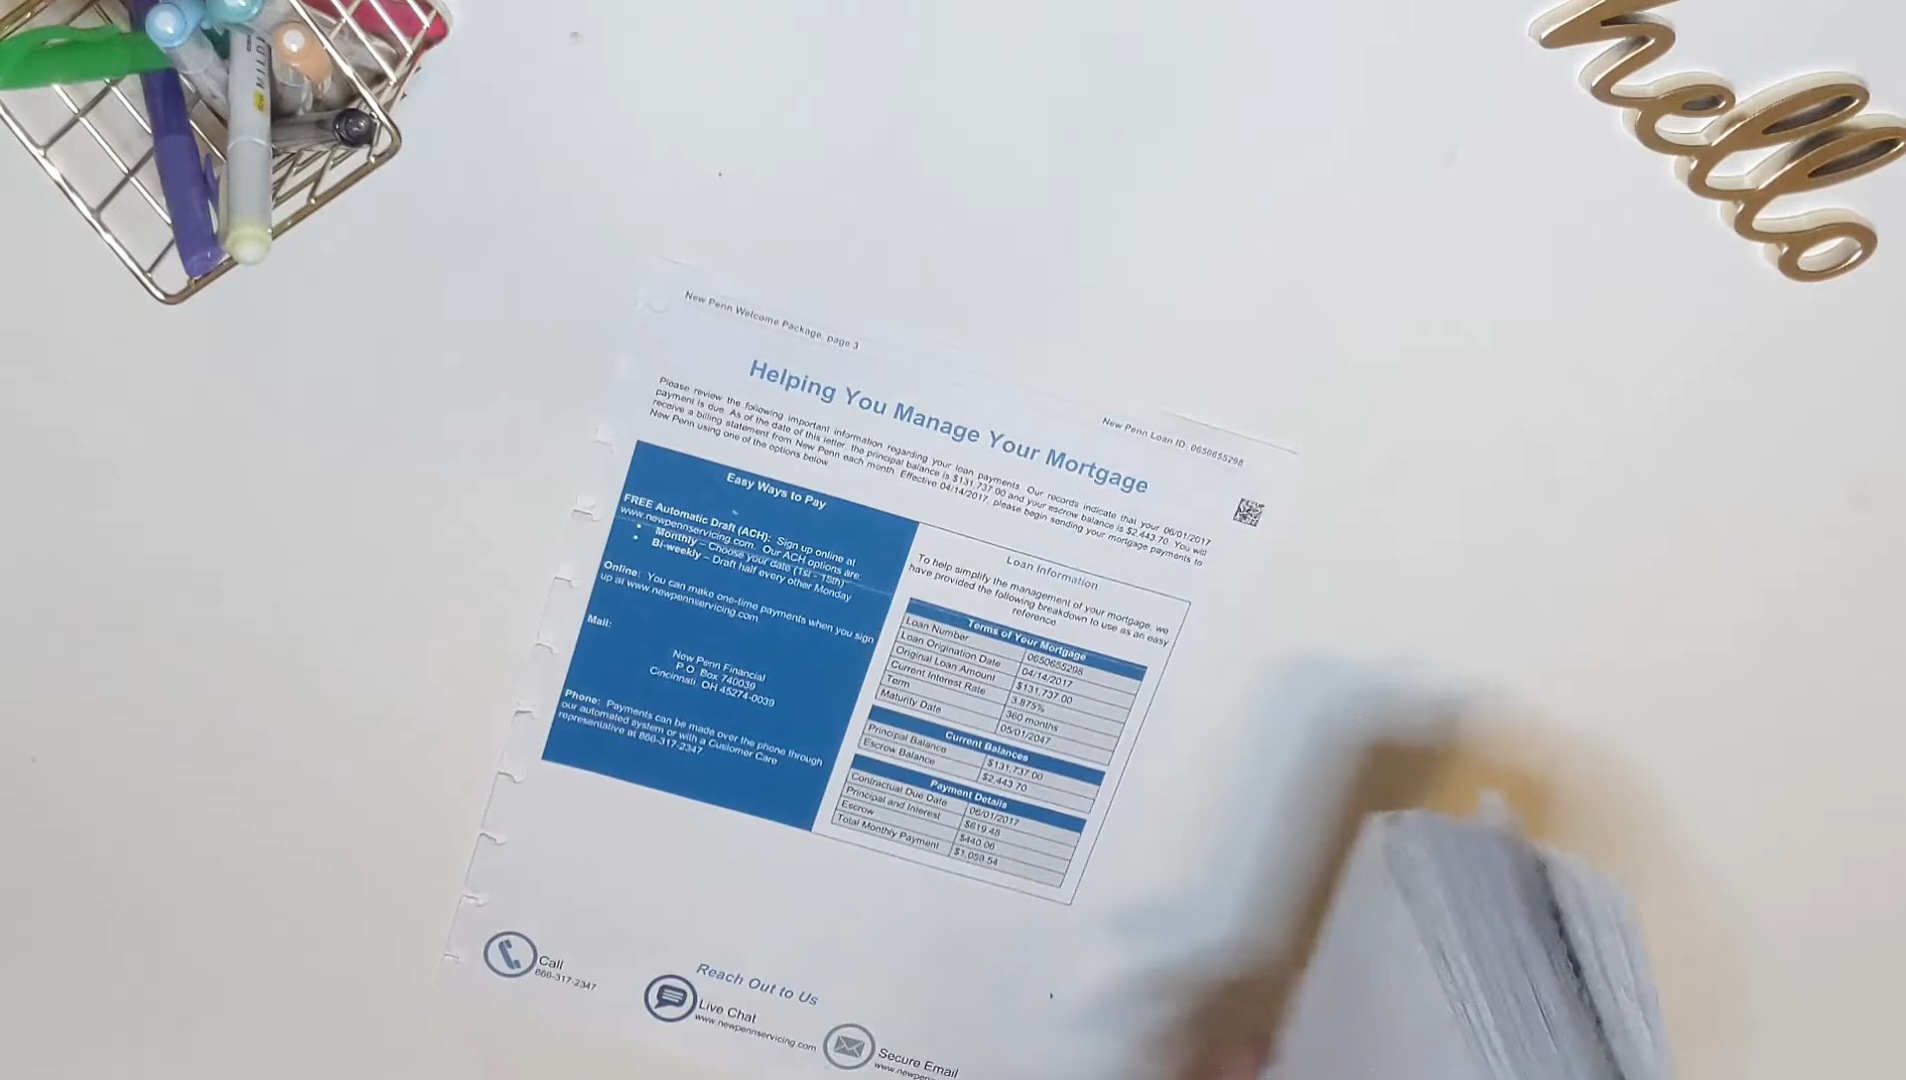 hello
New Penn Welcome Package, page 3
New Penn Loan ID: 0650655298
Helping You Manage Your Mortgage
Please review the following important information regarding your loan payments. Our records indicate that your 06/01/2017
payment is due. As of the date of this letter, the principal balance is $131,737.00 and your escrow balance is $2,443.70. You will
receive a billing statement from New Penn each month. Effective 04/14/2017, please begin sending your mortgage payments to
New Penn using one of the options below.
Easy Ways to Pay
FREE Automatic Draft (ACH): Sign up online at
www.newpennservicing.com. Our ACH options are:
• Monthly – Choose your date (1st - 18th)
• Bi-weekly – Draft half every other Monday
Online: You can make one-time payments when you sign
up at www.newpennservicing.com
Mail:
New Penn Financial
P.O. Box 740039
Cincinnati, OH 45274-0039
Phone: Payments can be made over the phone through
our automated system or with a Customer Care
representative at 866-317-2347
Loan Information
To help simplify the management of your mortgage, we
have provided the following breakdown to use as an easy
reference.
Terms of Your Mortgage
Loan Number 0650655298
Loan Origination Date 04/14/2017
Original Loan Amount $131,737.00
Current Interest Rate 3.875%
Term 360 months
Maturity Date 05/01/2047
Current Balances
Principal Balance $131,737.00
Escrow Balance $2,443.70
Payment Details
Contractual Due Date 06/01/2017
Principal and Interest $619.48
Escrow $440.06
Total Monthly Payment $1,059.54
Reach Out to Us
Call
866-317-2347
Live Chat
www.newpennservicing.com
Secure Email